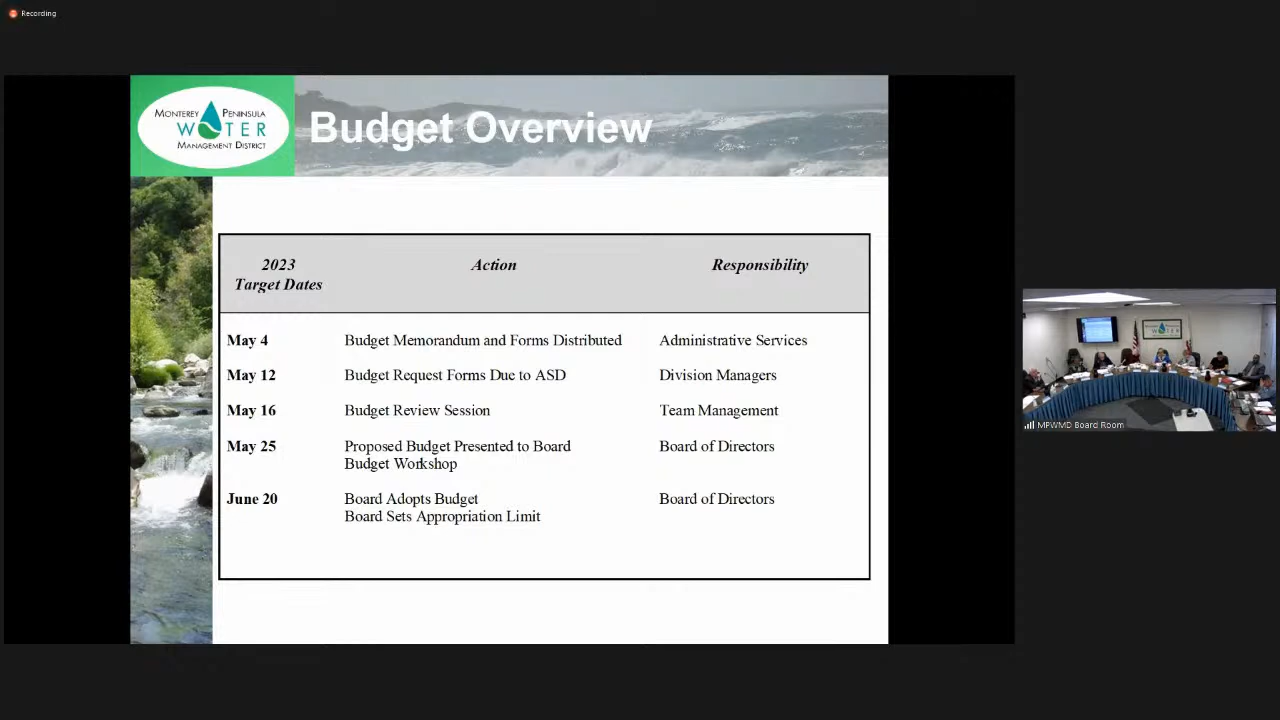 Recording
MONTEREY PENINSULA
WATER
MANAGEMENT DISTRICT
Budget Overview
2023 Action Responsibility
Target Dates
May 4 Budget Memorandum and Forms Distributed Administrative Services
May 12 Budget Request Forms Due to ASD Division Managers
May 16 Budget Review Session Team Management
May 25 Proposed Budget Presented to Board Board of Directors
Budget Workshop
June 20 Board Adopts Budget Board of Directors
Board Sets Appropriation Limit
WATER
MPWMD Board Room